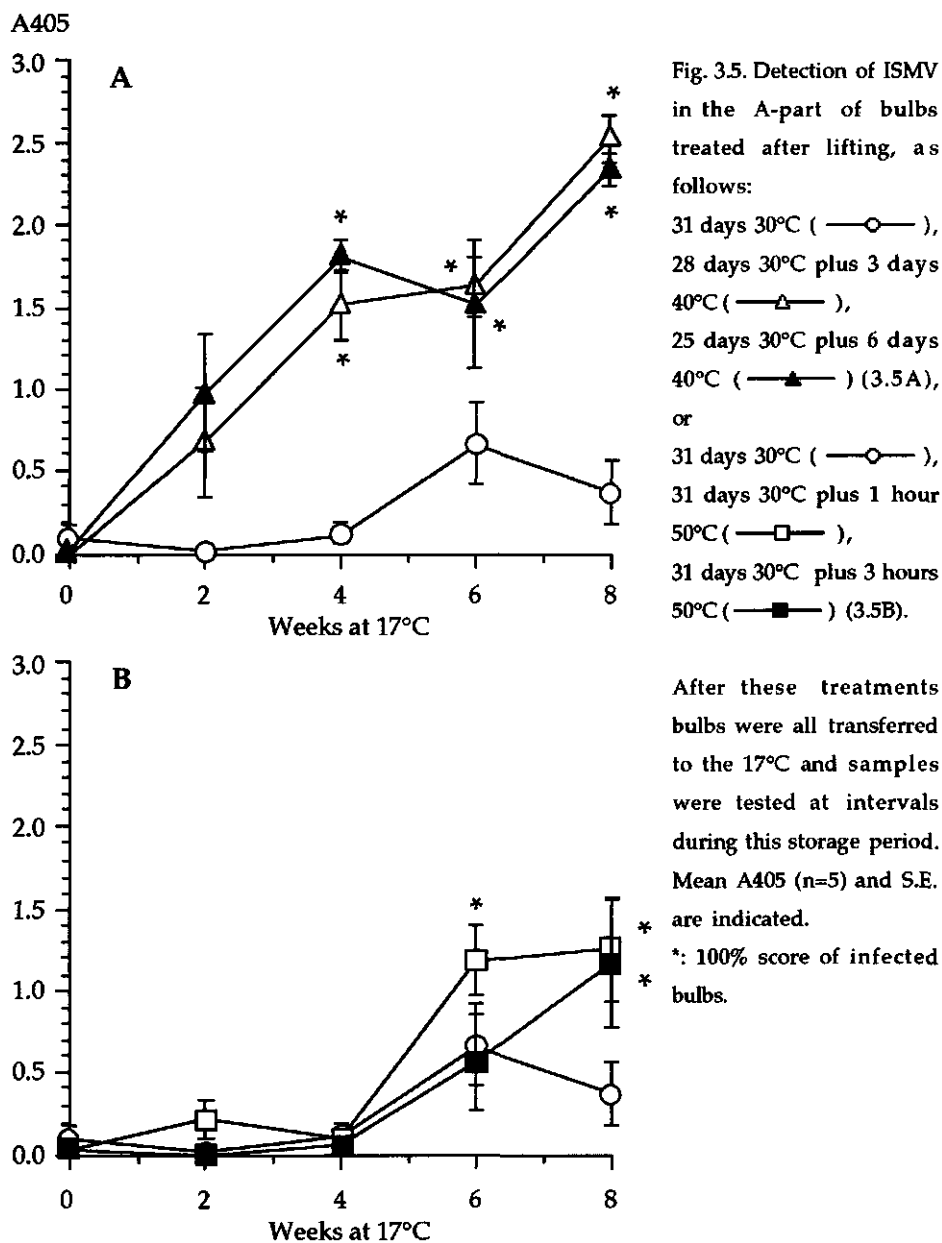 A405
3.0
A
2.5
2.0
1.5
1.0
0.5
0.0
* * * * * *
0 2 4 6 8
Weeks at 17°C
3.0
B
2.5
2.0
1.5
1.0
0.5
0.0
* * *
0 2 4 6 8
Weeks at 17°C
Fig. 3.5. Detection of ISMV
in the A-part of bulbs
treated after lifting, as
follows:
31 days 30°C ( ),
28 days 30°C plus 3 days
40°C ( ),
25 days 30°C plus 6 days
40°C ( ) (3.5A),
or
31 days 30°C ( ),
31 days 30°C plus 1 hour
50°C ( ),
31 days 30°C plus 3 hours
50°C ( ) (3.5B).
After these treatments
bulbs were all transferred
to the 17°C and samples
were tested at intervals
during this storage period.
Mean A405 (n=5) and S.E.
are indicated.
*: 100% score of infected
bulbs.